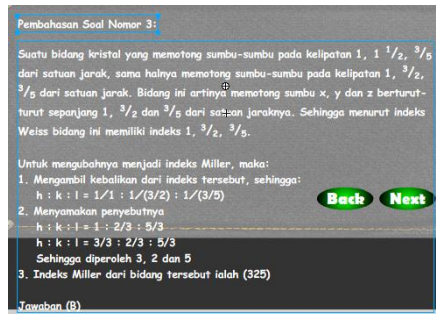 Pembahasan Soal Nomor 3:
Suatu bidang kristal yang memotong sumbu-sumbu pada kelipatan 1, 1 ¹/₂, ³/₅
dari satuan jarak, sama halnya memotong sumbu-sumbu pada kelipatan 1, ³/₂,
³/₅ dari satuan jarak. Bidang ini artinya memotong sumbu x, y dan z berturut-
turut sepanjang 1, ³/₂ dan ³/₅ dari satuan jaraknya. Sehingga menurut indeks
Weiss bidang ini memiliki indeks 1, ³/₂, ³/₅.
Untuk mengubahnya menjadi indeks Miller, maka:
1. Mengambil kebalikan dari indeks tersebut, sehingga:
h : k : l = 1/1 : 1/(3/2) : 1/(3/5)
Back Next
2. Menyamakan penyebutnya
h : k : l = 1 : 2/3 : 5/3
h : k : l = 3/3 : 2/3 : 5/3
Sehingga diperoleh 3, 2 dan 5
3. Indeks Miller dari bidang tersebut ialah (325)
Jawaban (B)